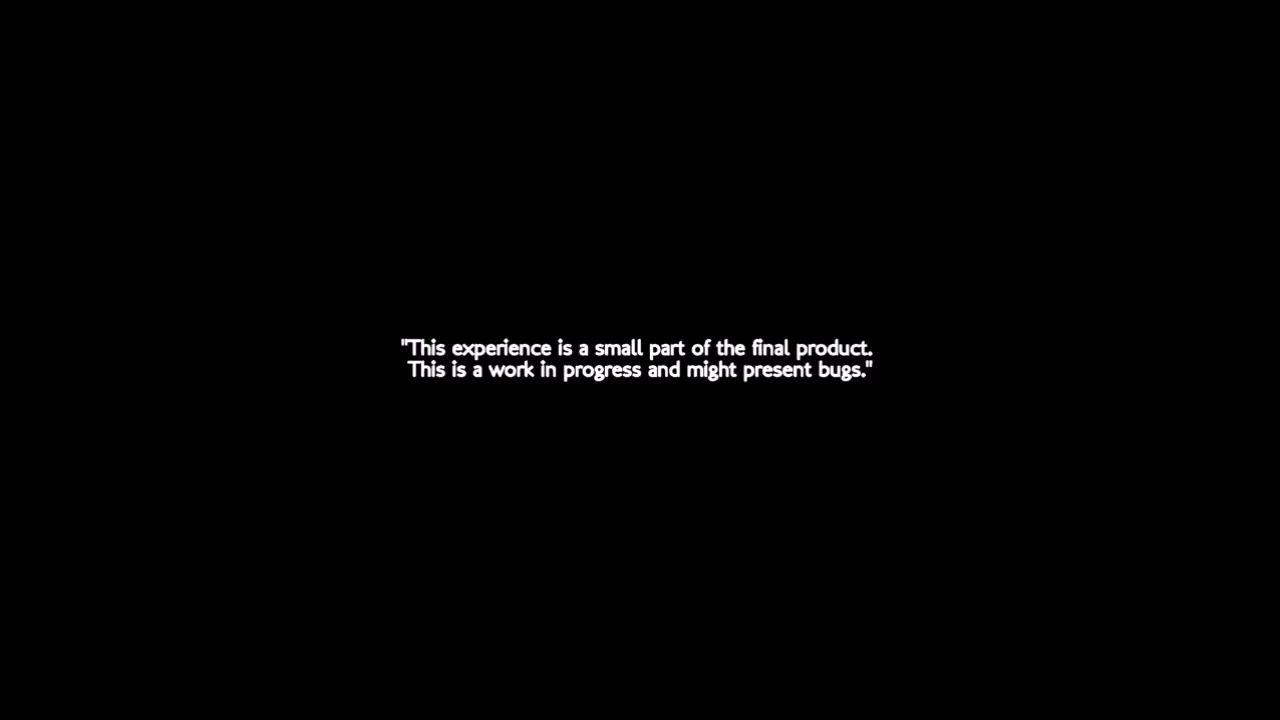 "This experience is a small part of the final product.
This is a work in progress and might present bugs."